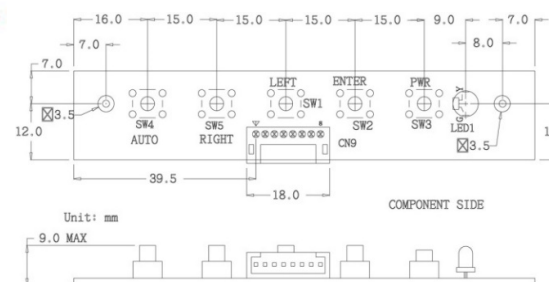 16.0 15.0 15.0 15.0 15.0 9.0 7.0
7.0 8.0
7.0
LEFT ENTER PWR Y
3.5 SW1 G
12.0 SW4 SW5 SW2 SW3 LED1
AUTO RIGHT CN9 3.5
39.5
18.0
COMPONENT SIDE
Unit: mm
9.0 MAX